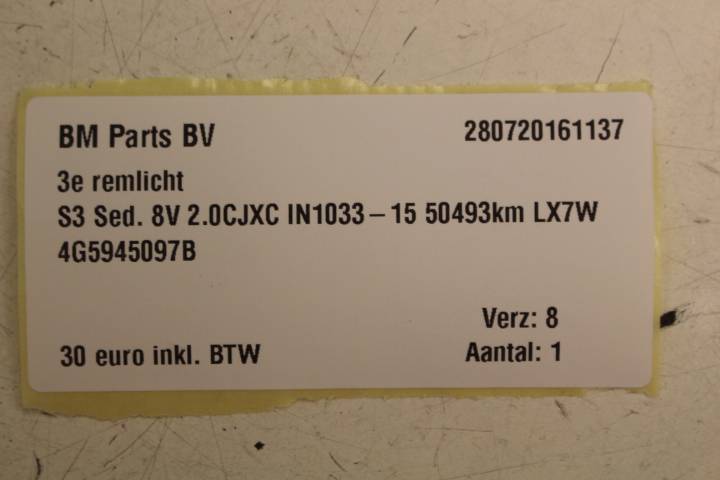 BM Parts BV 280720161137
3e remlicht
S3 Sed. 8V 2.0CJXC IN1033 – 15 50493km LX7W
4G5945097B
Verz: 8
30 euro inkl. BTW Aantal: 1